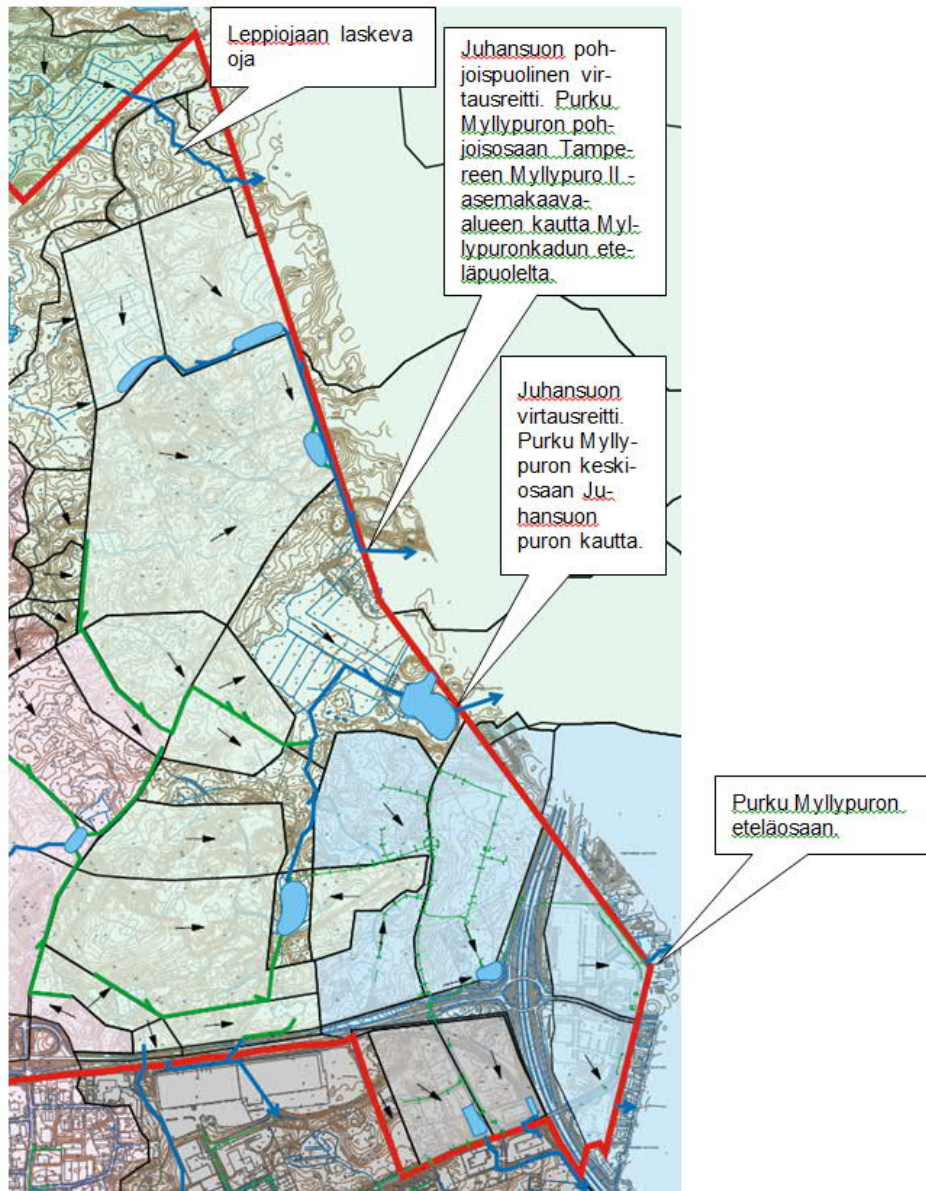 Leppiojaan laskeva
oja
Juhansuon poh-
joispuolinen vir-
tausreitti. Purku
Myllypuron poh-
joisosaan Tampe-
reen Myllypuro II -
asemakaava-
alueen kautta Myl-
lypuronkadun ete-
läpuolelta.
Juhansuon
virtausreitti.
Purku Mylly-
puron keski-
osaan Ju-
hansuon
puron kautta.
Purku Myllypuron
eteläosaan.